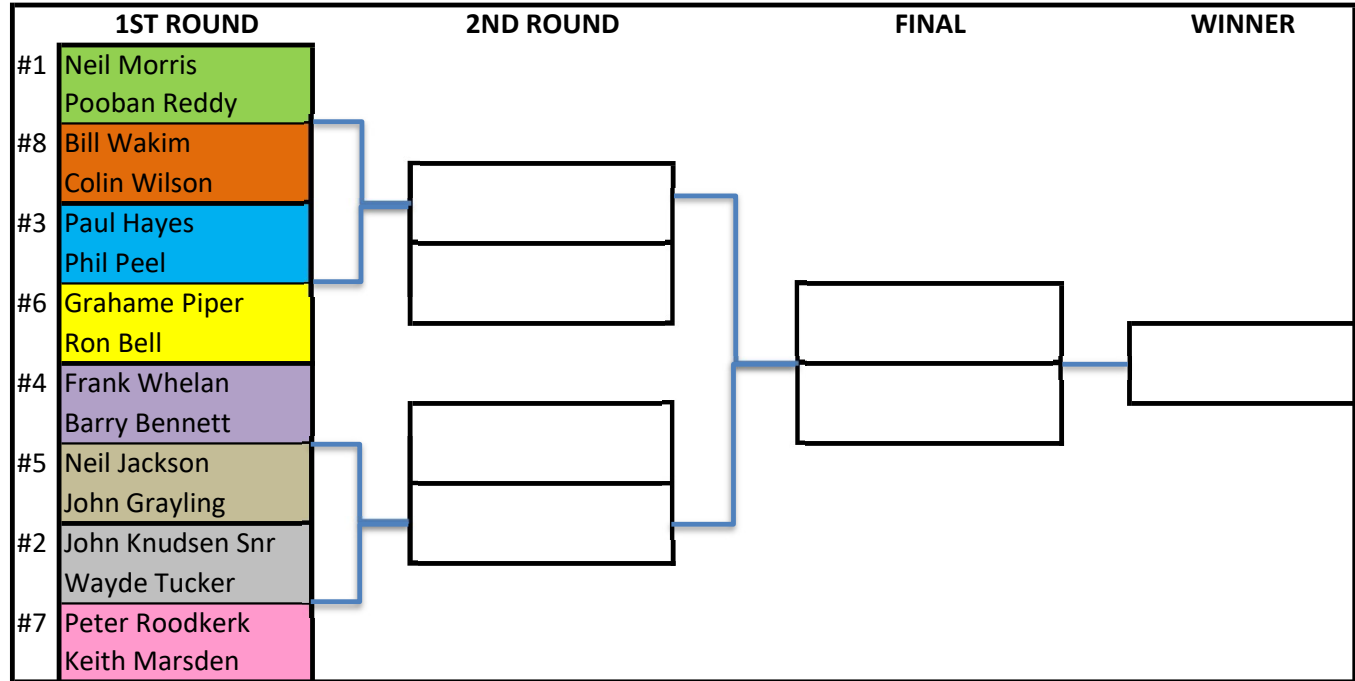 1ST ROUND 2ND ROUND FINAL WINNER
#1 Neil Morris
Pooban Reddy
#8 Bill Wakim
Colin Wilson
#3 Paul Hayes
Phil Peel
#6 Grahame Piper
Ron Bell
#4 Frank Whelan
Barry Bennett
#5 Neil Jackson
John Grayling
#2 John Knudsen Snr
Wayde Tucker
#7 Peter Roodkerk
Keith Marsden